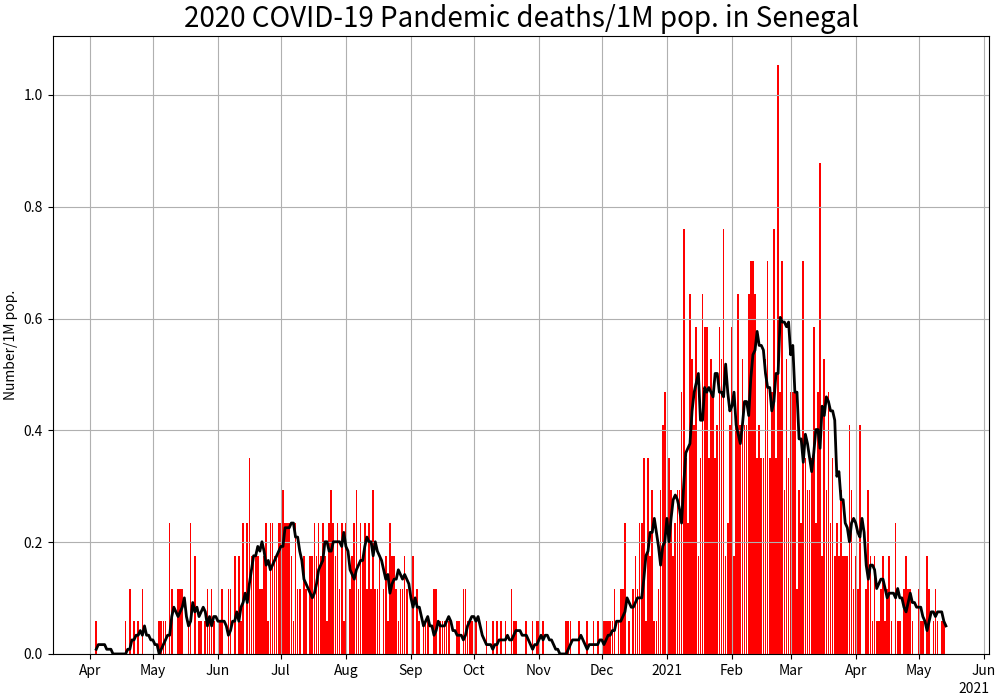 2020 COVID-19 Pandemic deaths/1M pop. in Senegal
Number/1M pop.
1.0
0.8
0.6
0.4
0.2
0.0
Apr May Jun Jul Aug Sep Oct Nov Dec 2021 Feb Mar Apr May Jun
2021